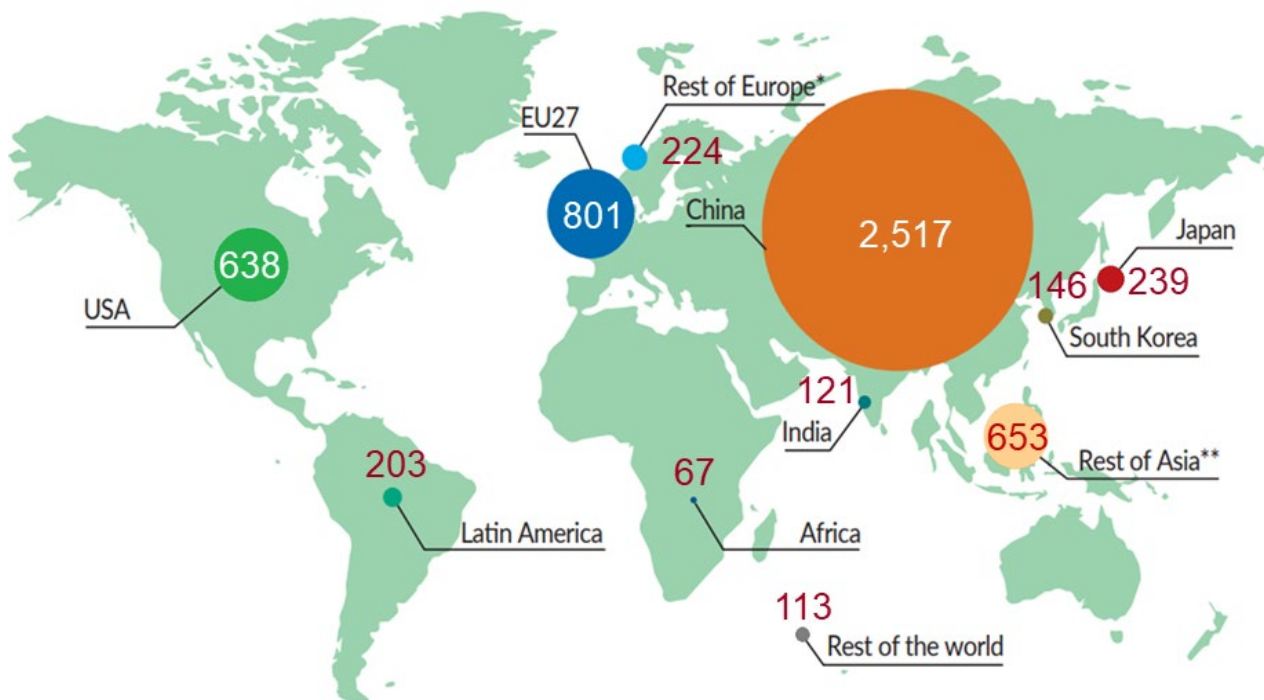 Rest of Europe*
EU27
224
801
China
2,517
Japan
638
146
239
USA
South Korea
121
India
653
203
67
Rest of Asia**
Latin America
Africa
113
Rest of the world